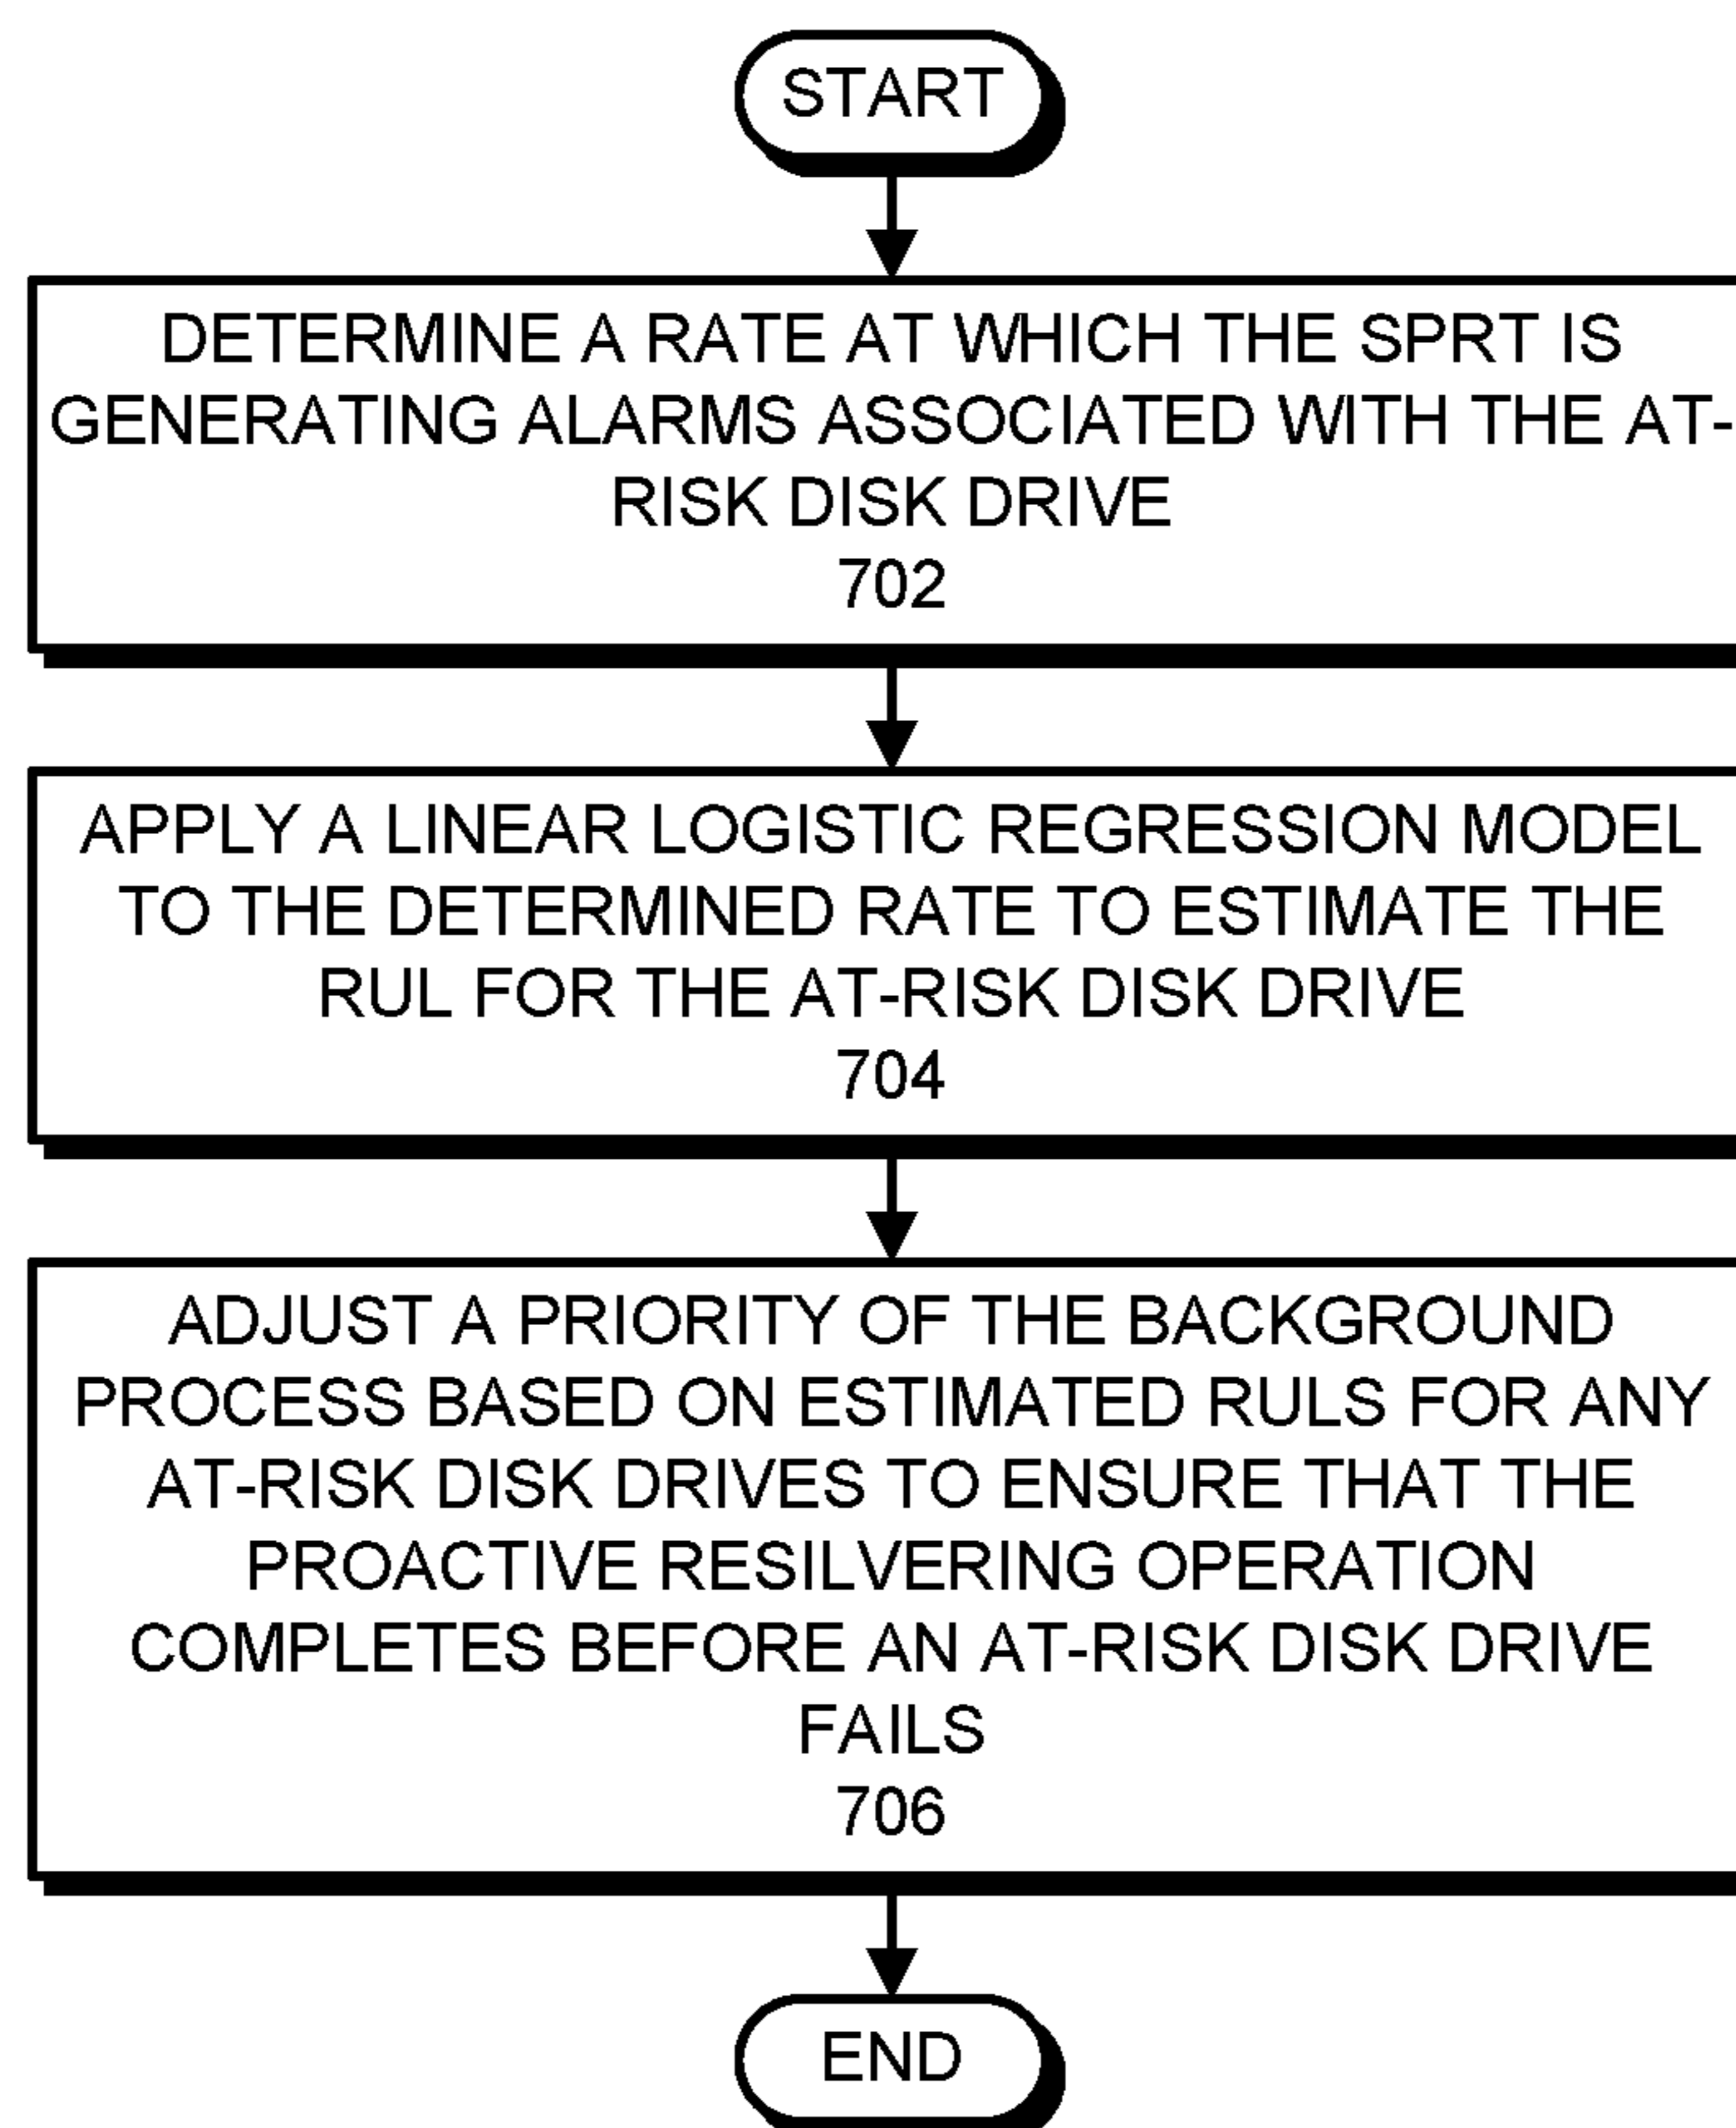 START
DETERMINE A RATE AT WHICH THE SPRT IS
GENERATING ALARMS ASSOCIATED WITH THE AT-
RISK DISK DRIVE
702
APPLY A LINEAR LOGISTIC REGRESSION MODEL
TO THE DETERMINED RATE TO ESTIMATE THE
RUL FOR THE AT-RISK DISK DRIVE
704
ADJUST A PRIORITY OF THE BACKGROUND
PROCESS BASED ON ESTIMATED RULS FOR ANY
AT-RISK DISK DRIVES TO ENSURE THAT THE
PROACTIVE RESILVERING OPERATION
COMPLETES BEFORE AN AT-RISK DISK DRIVE
FAILS
706
END